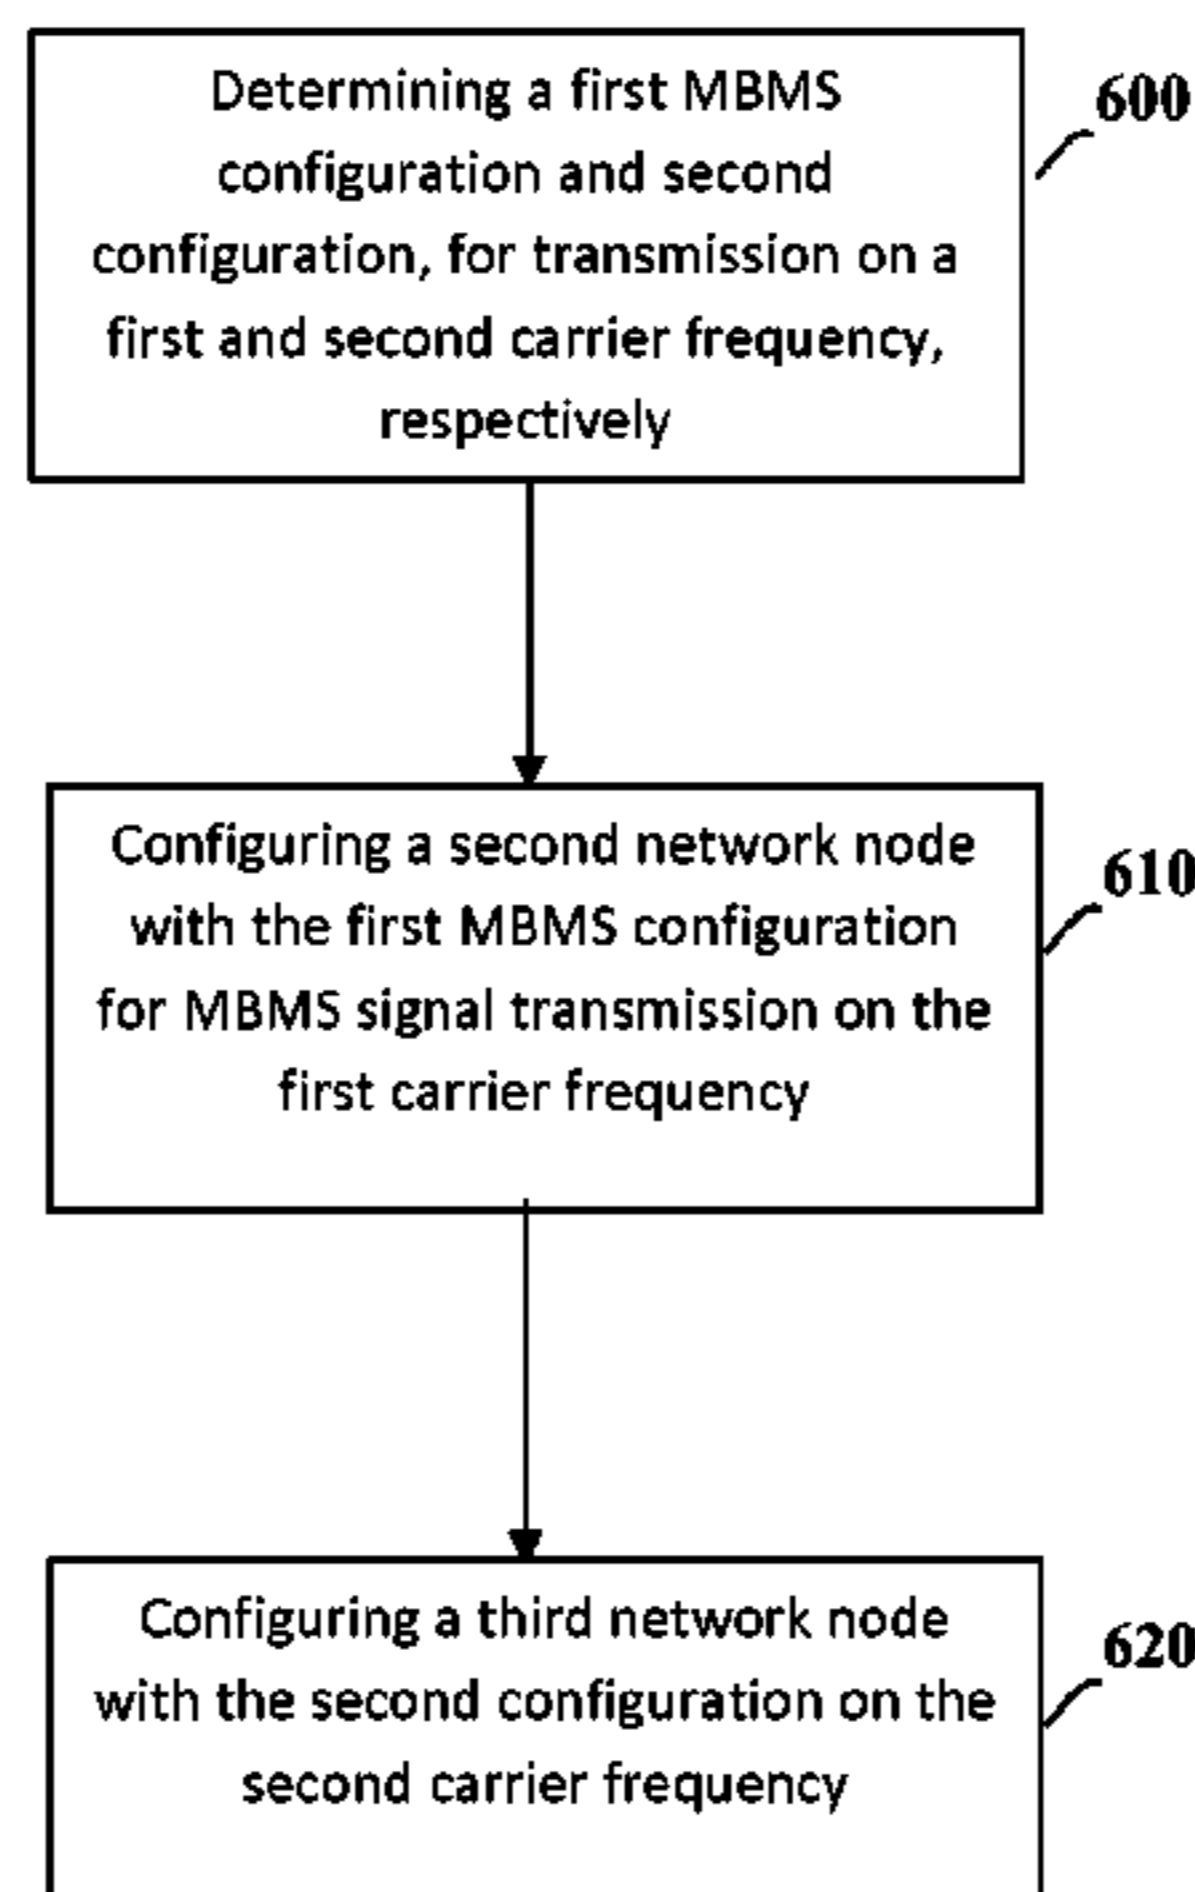 Determining a first MBMS
configuration and second
configuration, for transmission on a
first and second carrier frequency,
respectively
600
Configuring a second network node
with the first MBMS configuration
for MBMS signal transmission on the
first carrier frequency
610
Configuring a third network node
with the second configuration on the
second carrier frequency
620